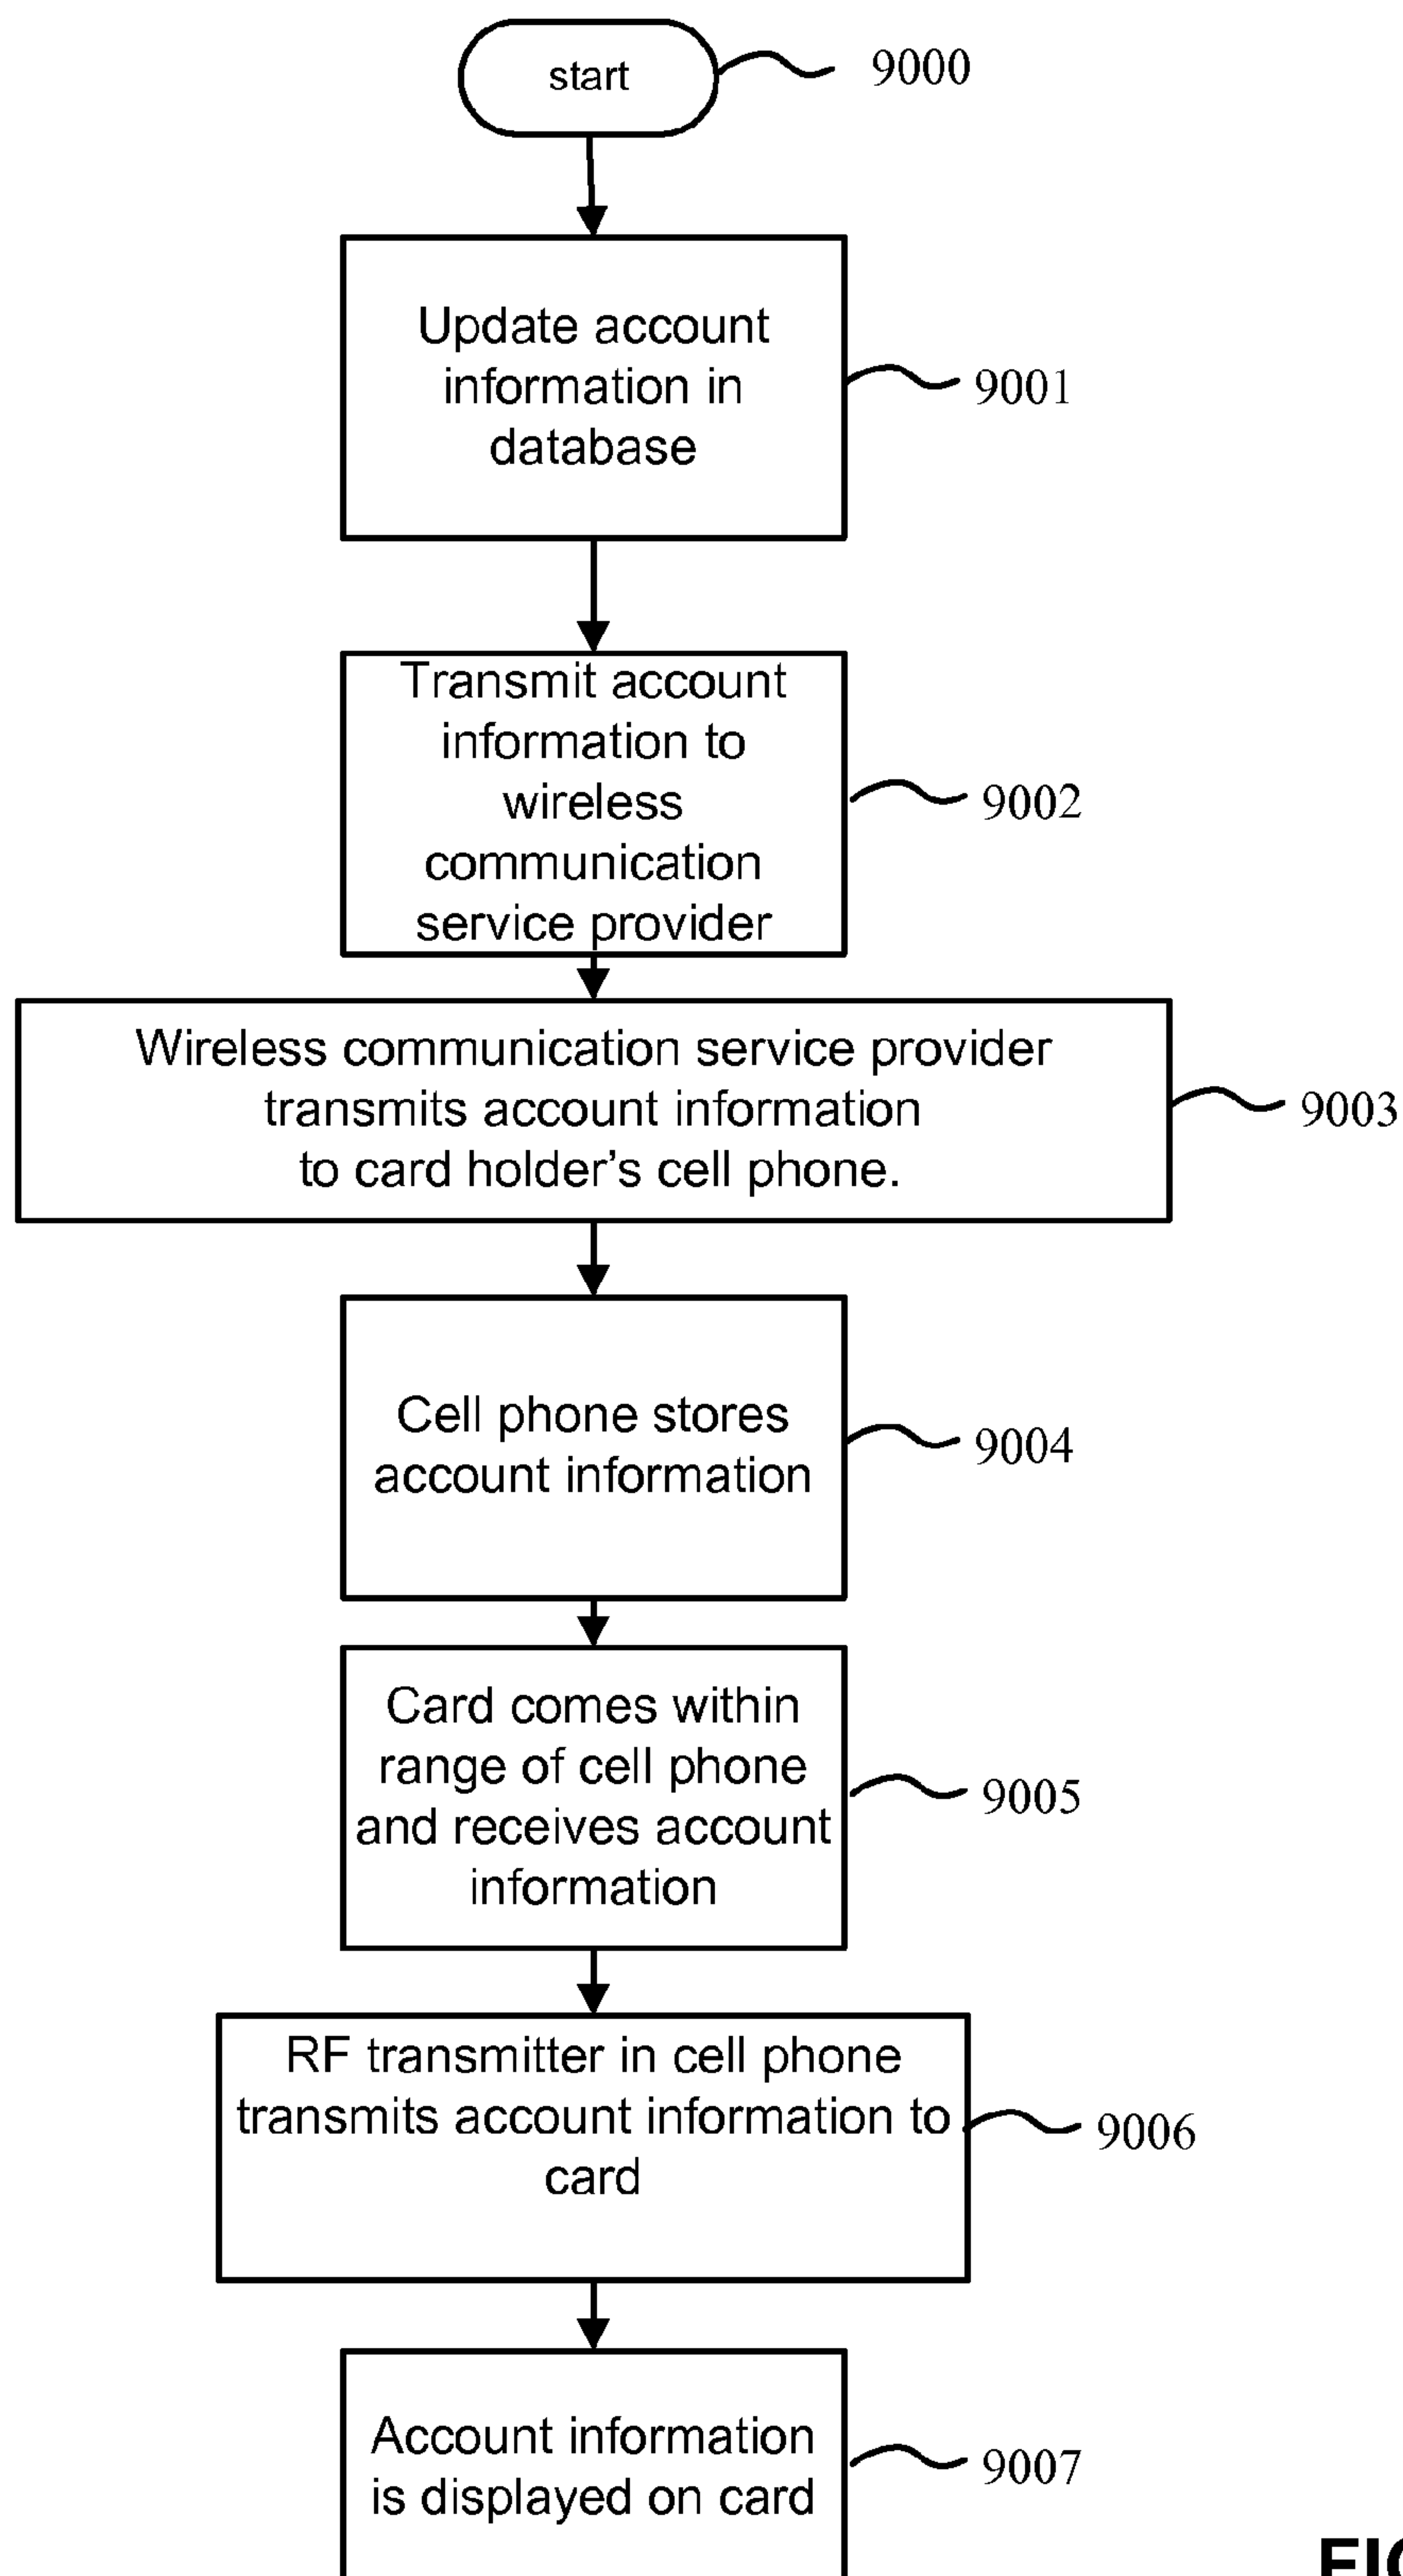 start
9000
Update account
information in
database
9001
Transmit account
information to
wireless
communication
service provider
9002
Wireless communication service provider
transmits account information
to card holder's cell phone.
9003
Cell phone stores
account information
9004
Card comes within
range of cell phone
and receives account
information
9005
RF transmitter in cell phone
transmits account information to
card
9006
Account information
is displayed on card
9007